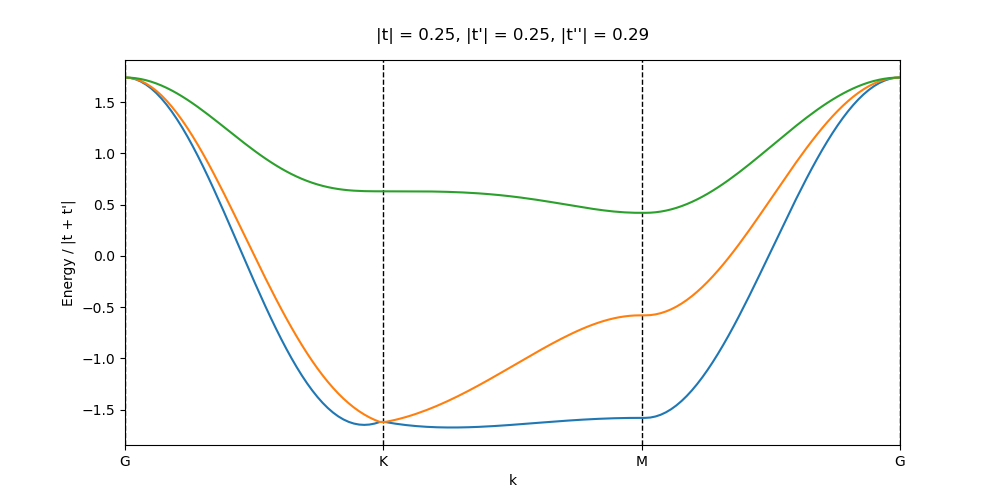 |t| = 0.25, |t'| = 0.25, |t''| = 0.29
Energy / |t + t'|
1.5
1.0
0.5
0.0
−0.5
−1.0
−1.5
G
K
M
G
k